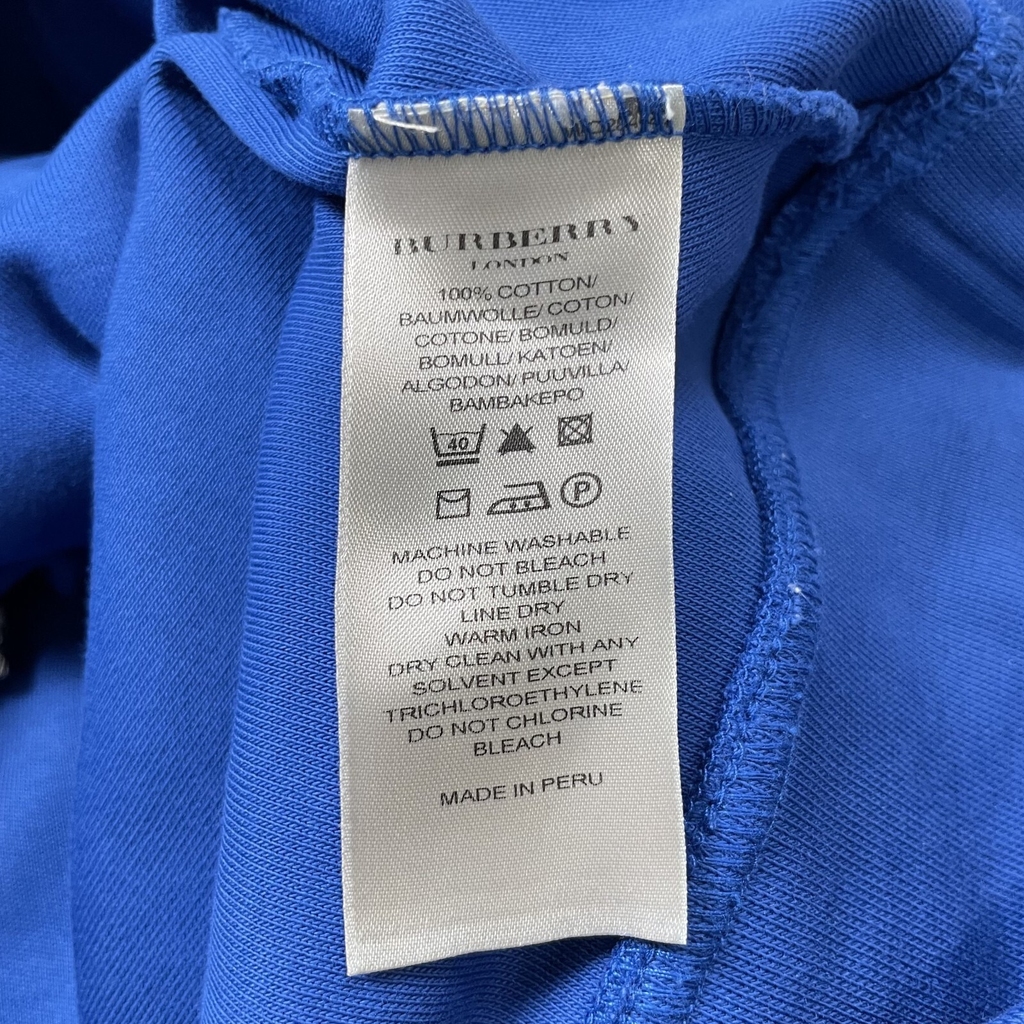 BURBERRY
LONDON
100% COTTON/
BAUMWOLLE/ COTON/
COTONE/ BOMULD/
BOMULL/ KATOEN/
ALGODON/ PUUVILLA/
BAMBAKEPO
40
P
MACHINE WASHABLE
DO NOT BLEACH
DO NOT TUMBLE DRY
LINE DRY
WARM IRON
DRY CLEAN WITH ANY
SOLVENT EXCEPT
TRICHLOROETHYLENE
DO NOT CHLORINE
BLEACH
MADE IN PERU